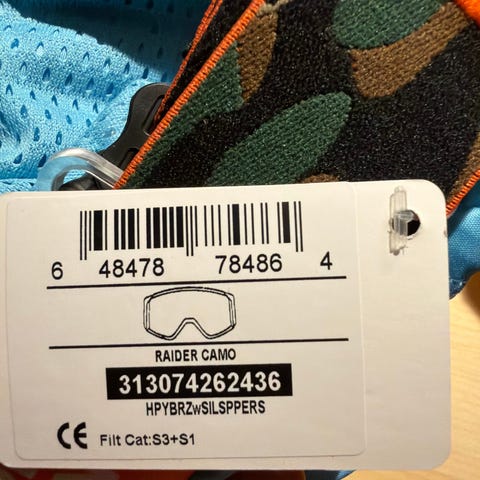 6 48478 78486 4
RAIDER CAMO
313074262436
HPYBRZwSILSPPERS
CE Filt Cat:S3+S1